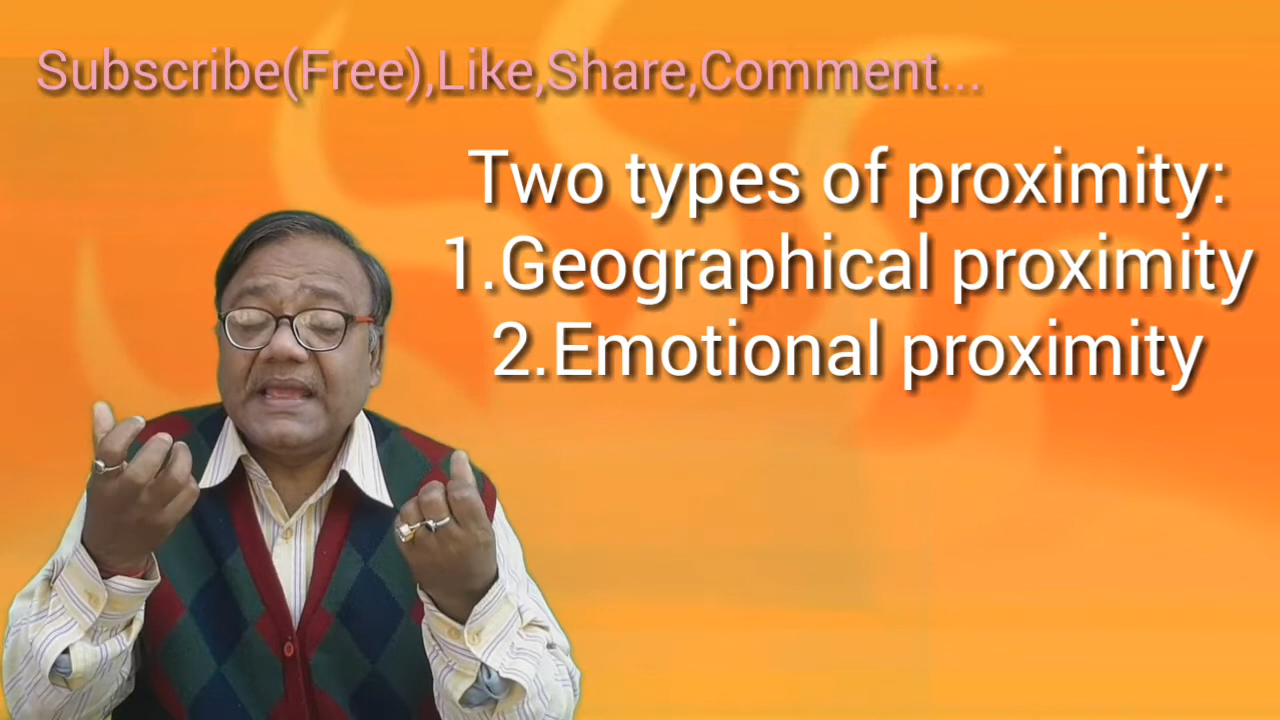 Subscribe(Free),Like,Share,Comment...
Two types of proximity:
1.Geographical proximity
2.Emotional proximity